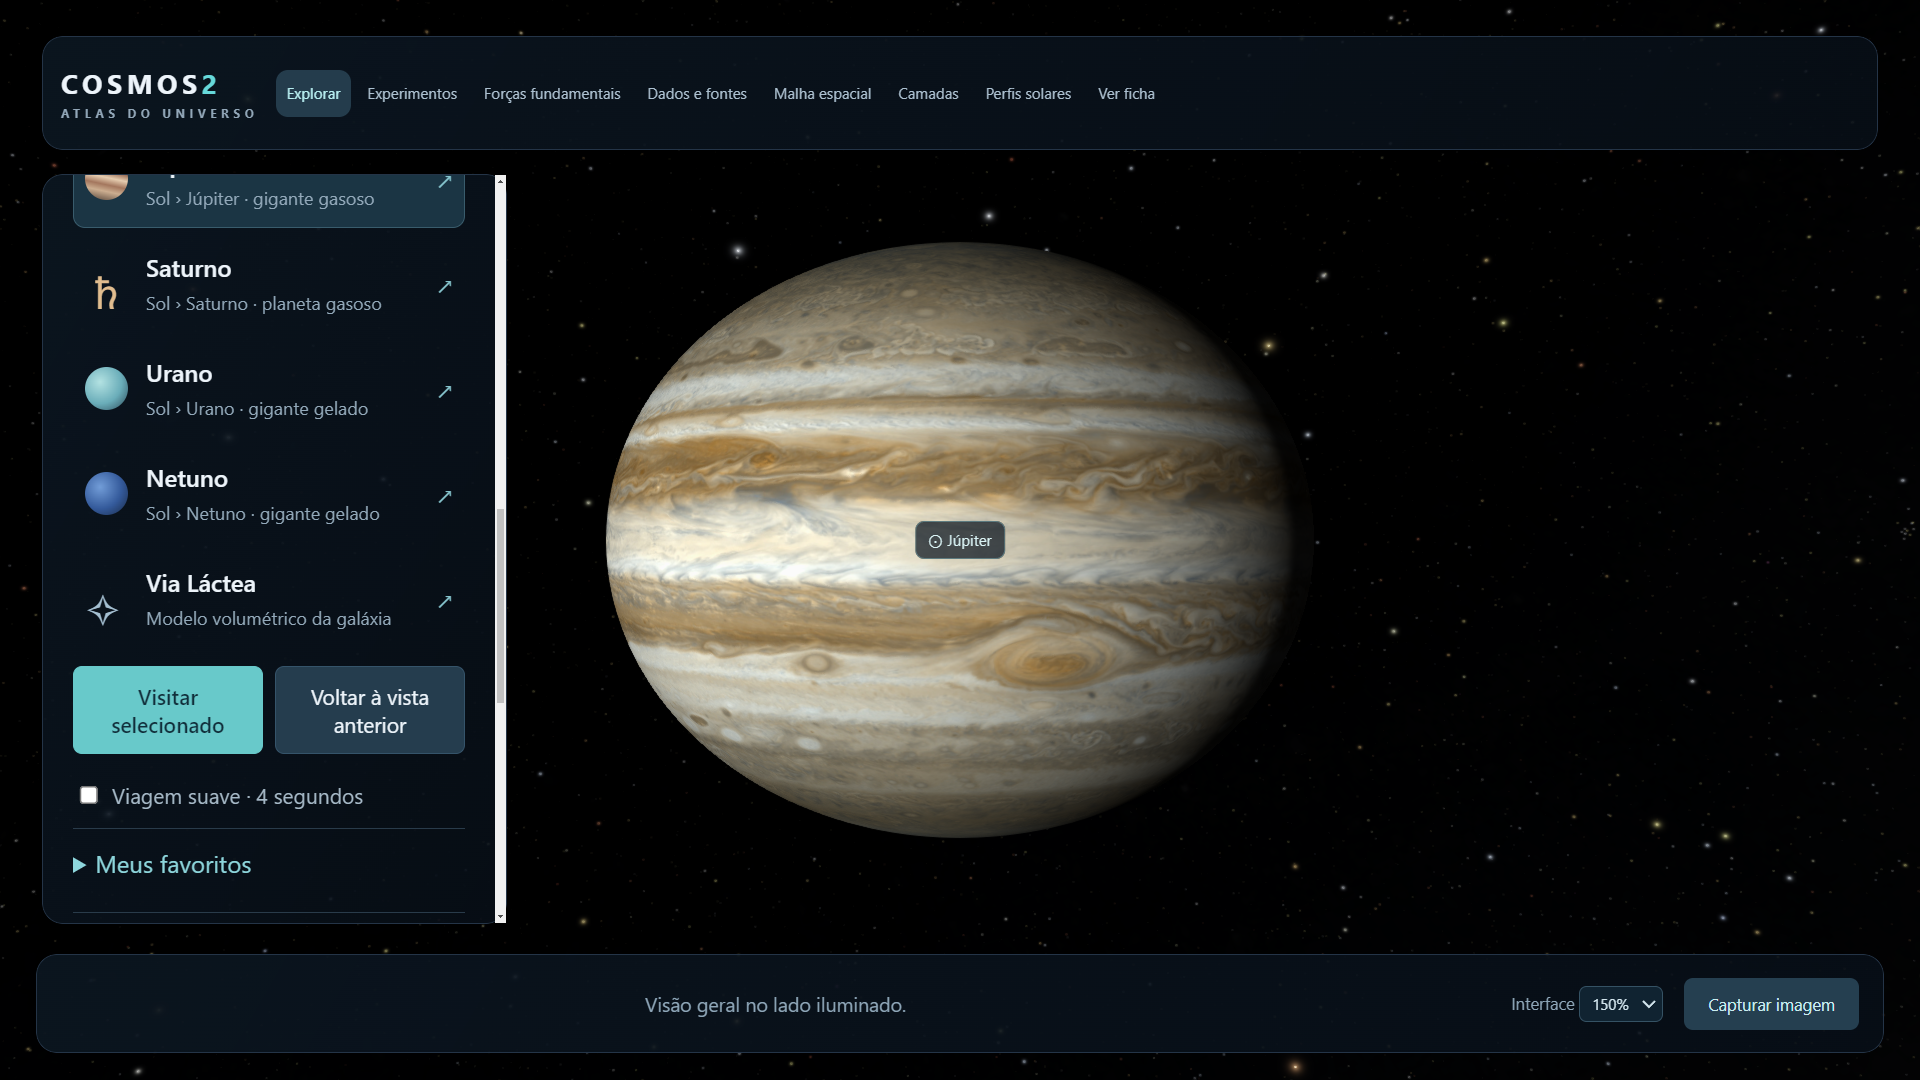 COSMOS2
ATLAS DO UNIVERSO
Explorar
Experimentos
Forças fundamentais
Dados e fontes
Malha espacial
Camadas
Perfis solares
Ver ficha
Sol › Júpiter · gigante gasoso
Saturno
Sol › Saturno · planeta gasoso
Urano
Sol › Urano · gigante gelado
Netuno
Sol › Netuno · gigante gelado
Via Láctea
Modelo volumétrico da galáxia
Visitar
selecionado
Voltar à vista
anterior
Viagem suave · 4 segundos
Meus favoritos
Júpiter
Visão geral no lado iluminado.
Interface
150%
Capturar imagem